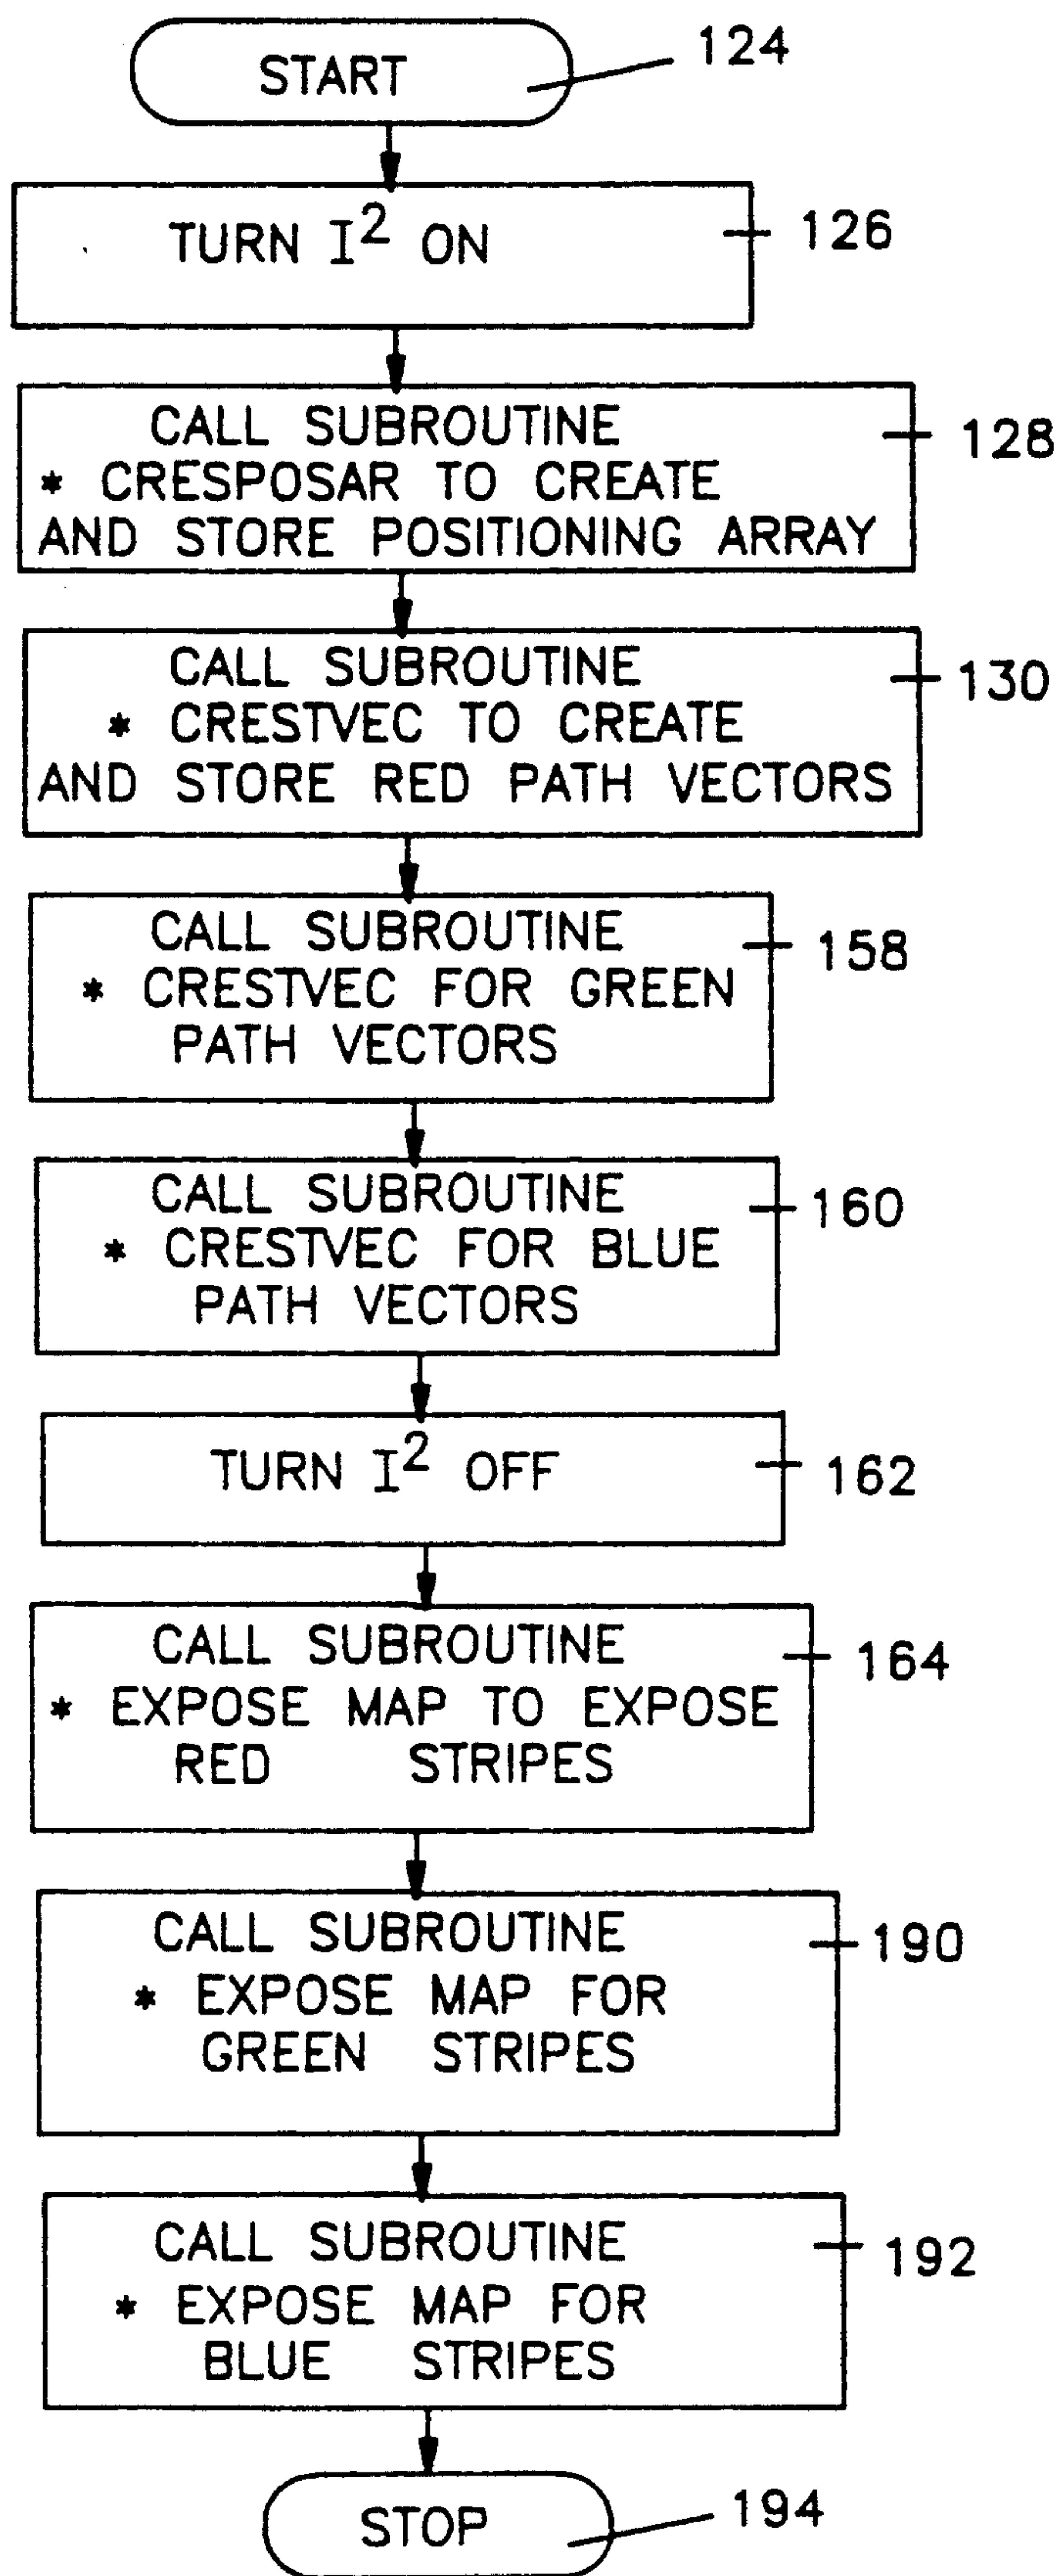 START
124
TURN I² ON
126
CALL SUBROUTINE
* CRESPOSAR TO CREATE
AND STORE POSITIONING ARRAY
128
CALL SUBROUTINE
* CRESTVEC TO CREATE
AND STORE RED PATH VECTORS
130
CALL SUBROUTINE
* CRESTVEC FOR GREEN
PATH VECTORS
158
CALL SUBROUTINE
* CRESTVEC FOR BLUE
PATH VECTORS
160
TURN I² OFF
162
CALL SUBROUTINE
* EXPOSE MAP TO EXPOSE
RED STRIPES
164
CALL SUBROUTINE
* EXPOSE MAP FOR
GREEN STRIPES
190
CALL SUBROUTINE
* EXPOSE MAP FOR
BLUE STRIPES
192
STOP
194